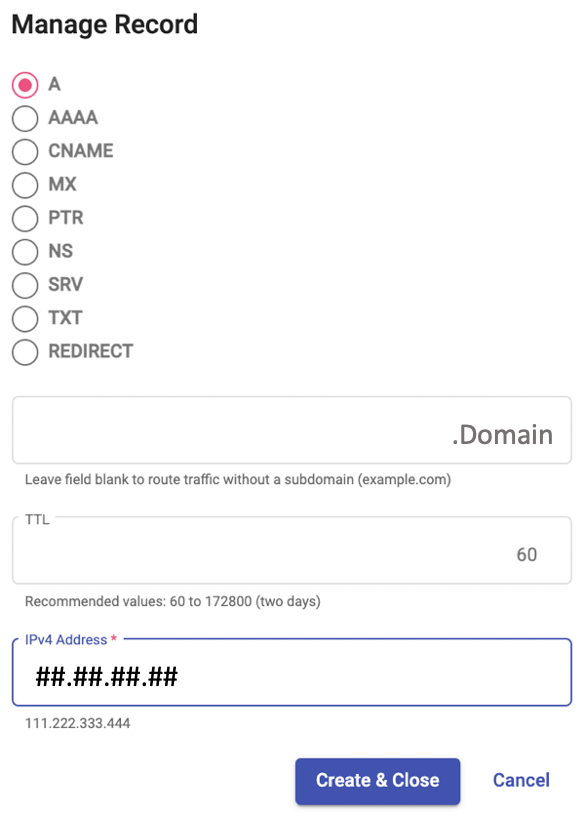 Manage Record
A
AAAA
CNAME
MX
PTR
NS
SRV
TXT
REDIRECT
.Domain
Leave field blank to route traffic without a subdomain (example.com)
TTL
60
Recommended values: 60 to 172800 (two days)
IPv4 Address *
##.##.##.##
111.222.333.444
Create & Close Cancel